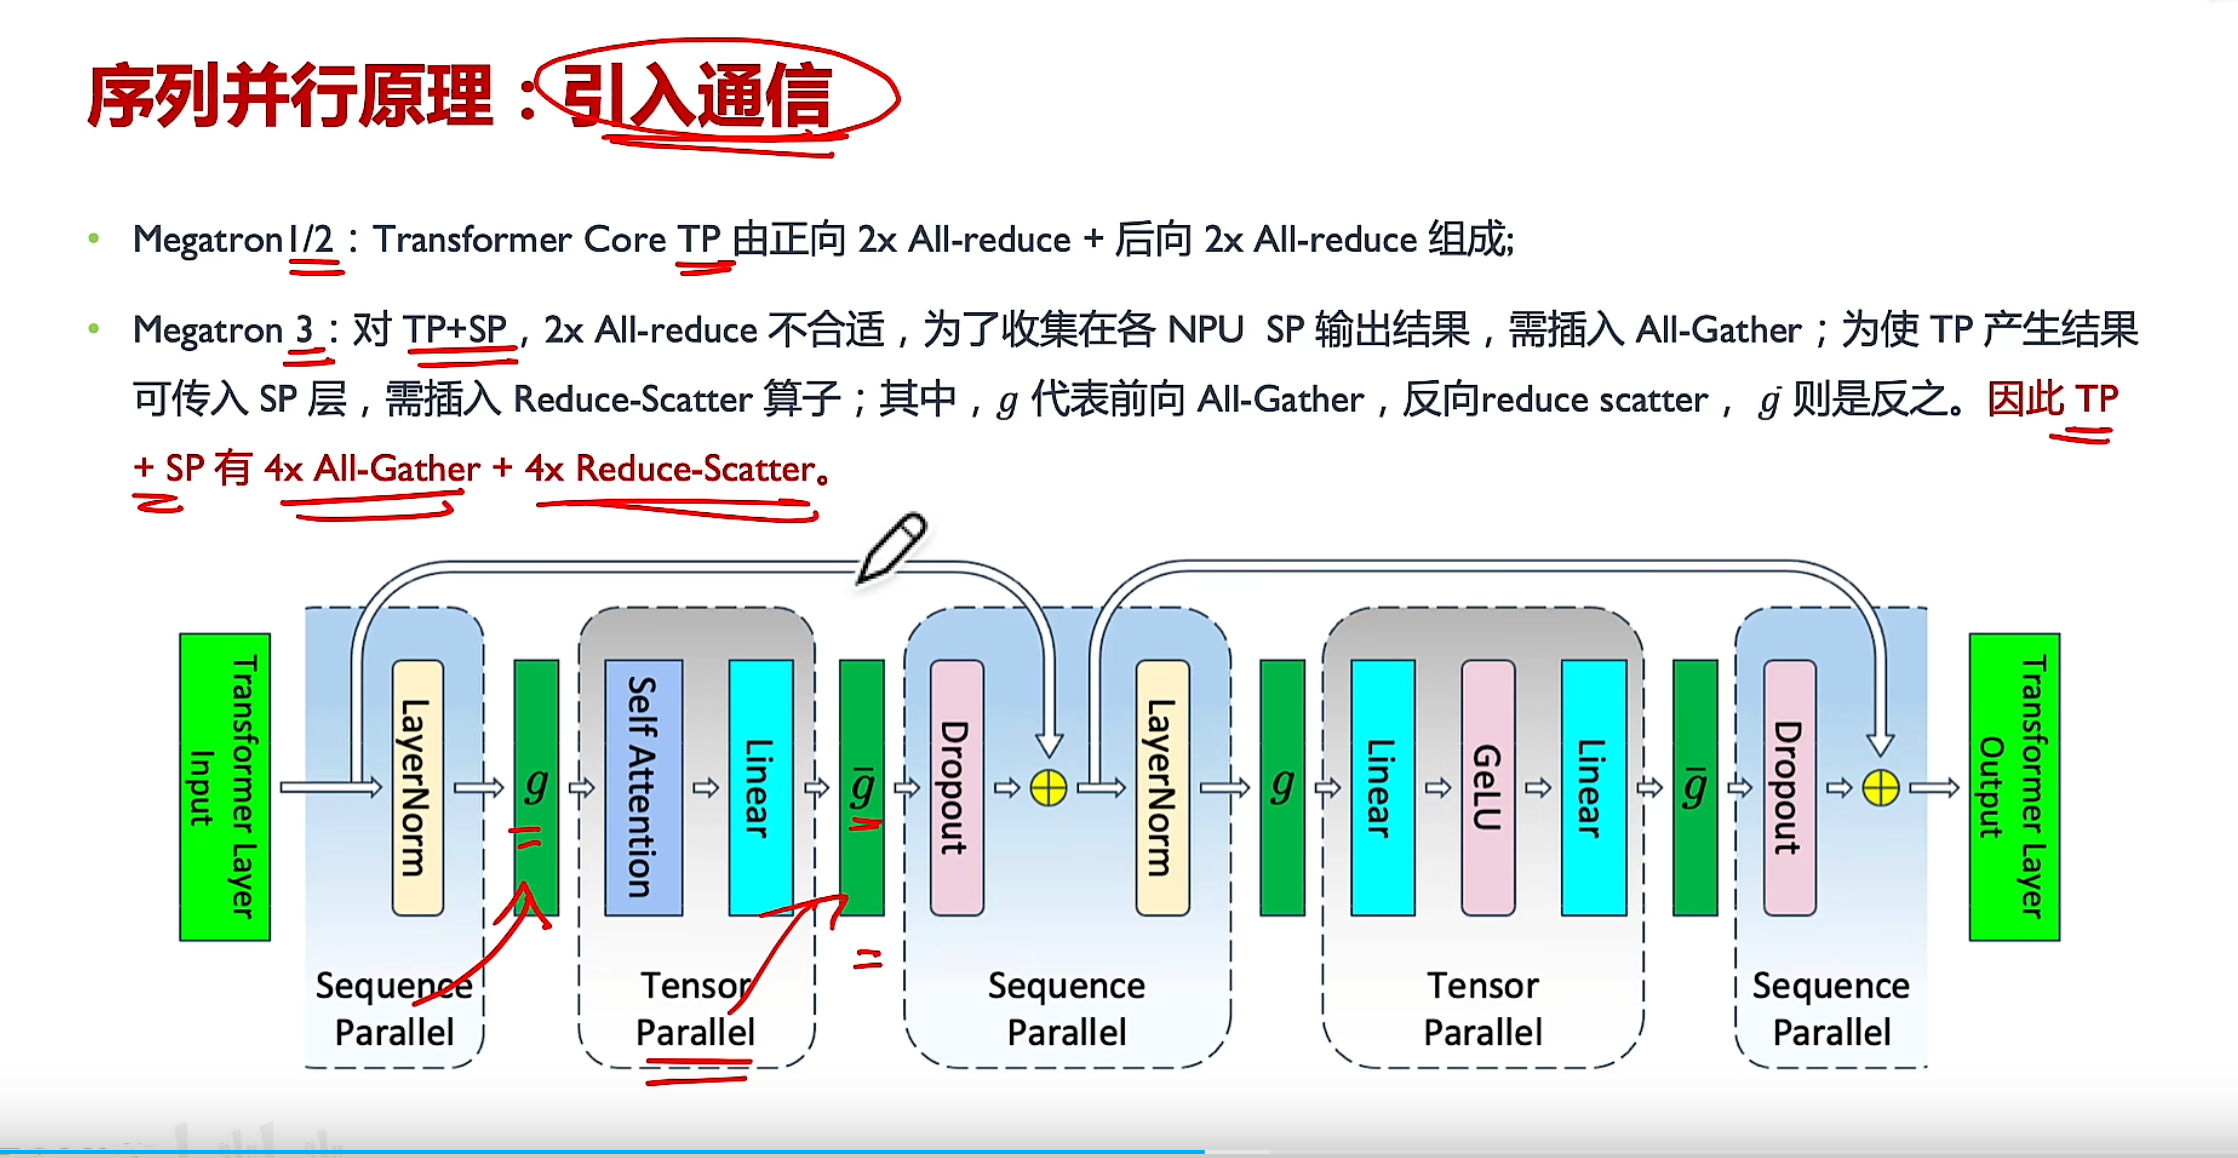 序列并行原理：引入通信
• Megatron1/2：Transformer Core TP 由正向 2x All-reduce + 后向 2x All-reduce 组成;
• Megatron 3：对 TP+SP，2x All-reduce 不合适，为了收集在各 NPU SP 输出结果，需插入 All-Gather；为使 TP 产生结果
可传入 SP 层，需插入 Reduce-Scatter 算子；其中，g 代表前向 All-Gather，反向reduce scatter， ḡ 则是反之。因此 TP
+ SP 有 4x All-Gather + 4x Reduce-Scatter。
Transformer Layer
Input
LayerNorm
g
Self Attention
Linear
ḡ
Dropout
LayerNorm
g
Linear
GeLU
Linear
ḡ
Dropout
Transformer Layer
Output
Sequence
Parallel
Tensor
Parallel
Sequence
Parallel
Tensor
Parallel
Sequence
Parallel